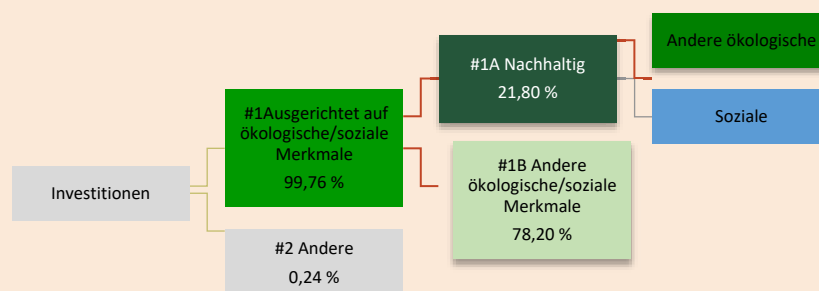 Investitionen
#1Ausgerichtet auf
ökologische/soziale
Merkmale
99,76 %
#2 Andere
0,24 %
#1A Nachhaltig
21,80 %
#1B Andere
ökologische/soziale
Merkmale
78,20 %
Andere ökologische
Soziale